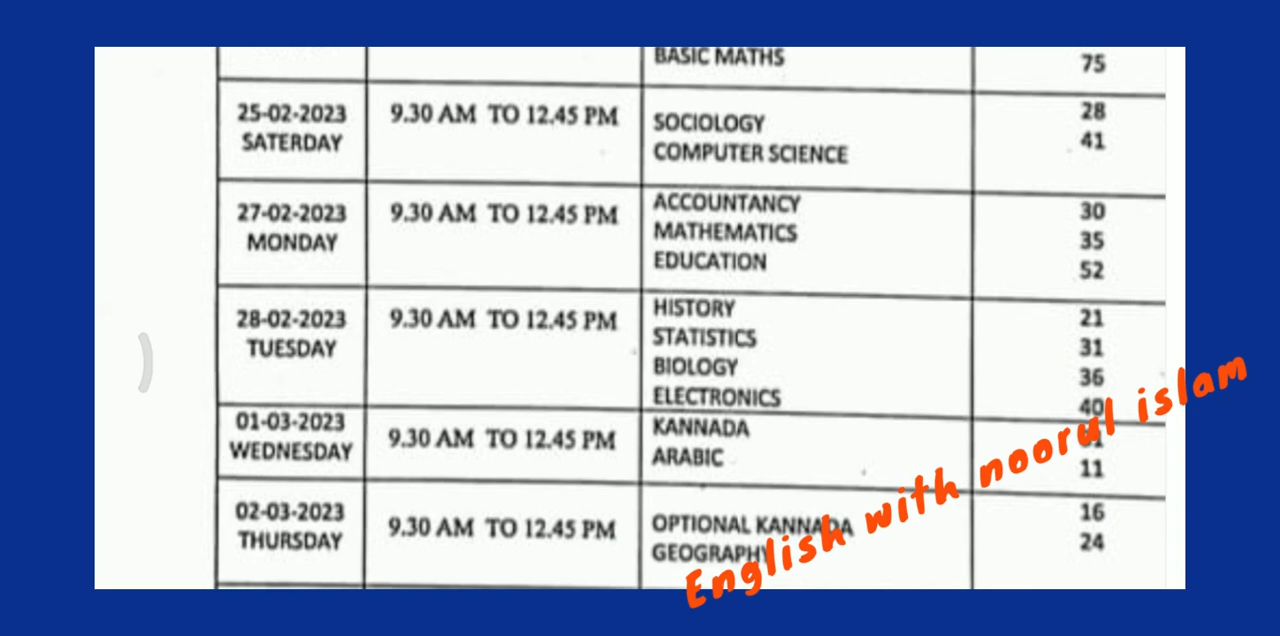 BASIC MATHS 75
25-02-2023 9.30 AM TO 12.45 PM SOCIOLOGY 28
SATERDAY COMPUTER SCIENCE 41
27-02-2023 9.30 AM TO 12.45 PM ACCOUNTANCY 30
MONDAY MATHEMATICS 35
EDUCATION 52
28-02-2023 9.30 AM TO 12.45 PM HISTORY 21
TUESDAY STATISTICS 31
BIOLOGY 36
ELECTRONICS 40
01-03-2023 9.30 AM TO 12.45 PM KANNADA
WEDNESDAY ARABIC 11
02-03-2023 9.30 AM TO 12.45 PM OPTIONAL KANNADA 16
THURSDAY GEOGRAPHY 24
English with noorul islam